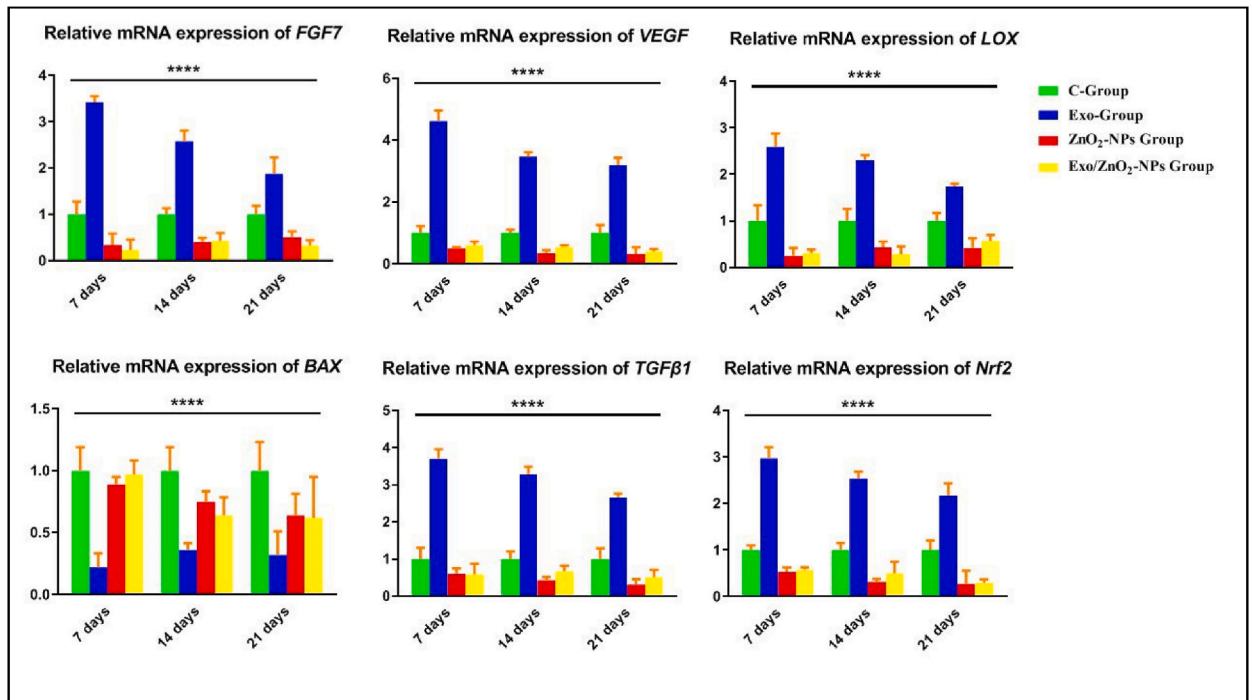 Relative mRNA expression of FGF7
****
4
3
2
1
0
7 days
14 days
21 days
Relative mRNA expression of VEGF
****
6
4
2
0
7 days
14 days
21 days
Relative mRNA expression of LOX
****
4
3
2
1
0
7 days
14 days
21 days
C-Group
Exo-Group
ZnO₂-NPs Group
Exo/ZnO₂-NPs Group
Relative mRNA expression of BAX
****
1.5
1.0
0.5
0.0
7 days
14 days
21 days
Relative mRNA expression of TGFβ1
****
5
4
3
2
1
0
7 days
14 days
21 days
Relative mRNA expression of Nrf2
****
4
3
2
1
0
7 days
14 days
21 days